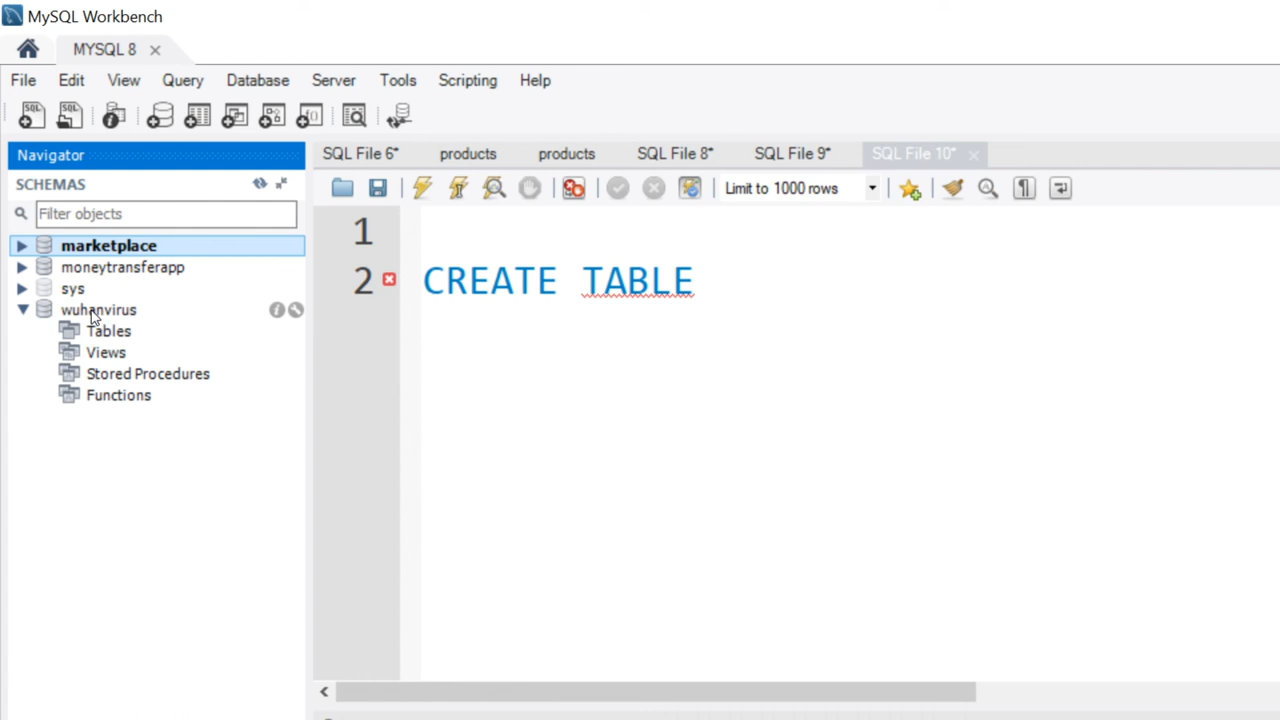 MySQL Workbench
MYSQL 8
File Edit View Query Database Server Tools Scripting Help
Navigator
SCHEMAS
Filter objects
marketplace
moneytransferapp
sys
wuhanvirus
Tables
Views
Stored Procedures
Functions
SQL File 6* products products SQL File 8* SQL File 9* SQL File 10*
Limit to 1000 rows
1
2 CREATE TABLE